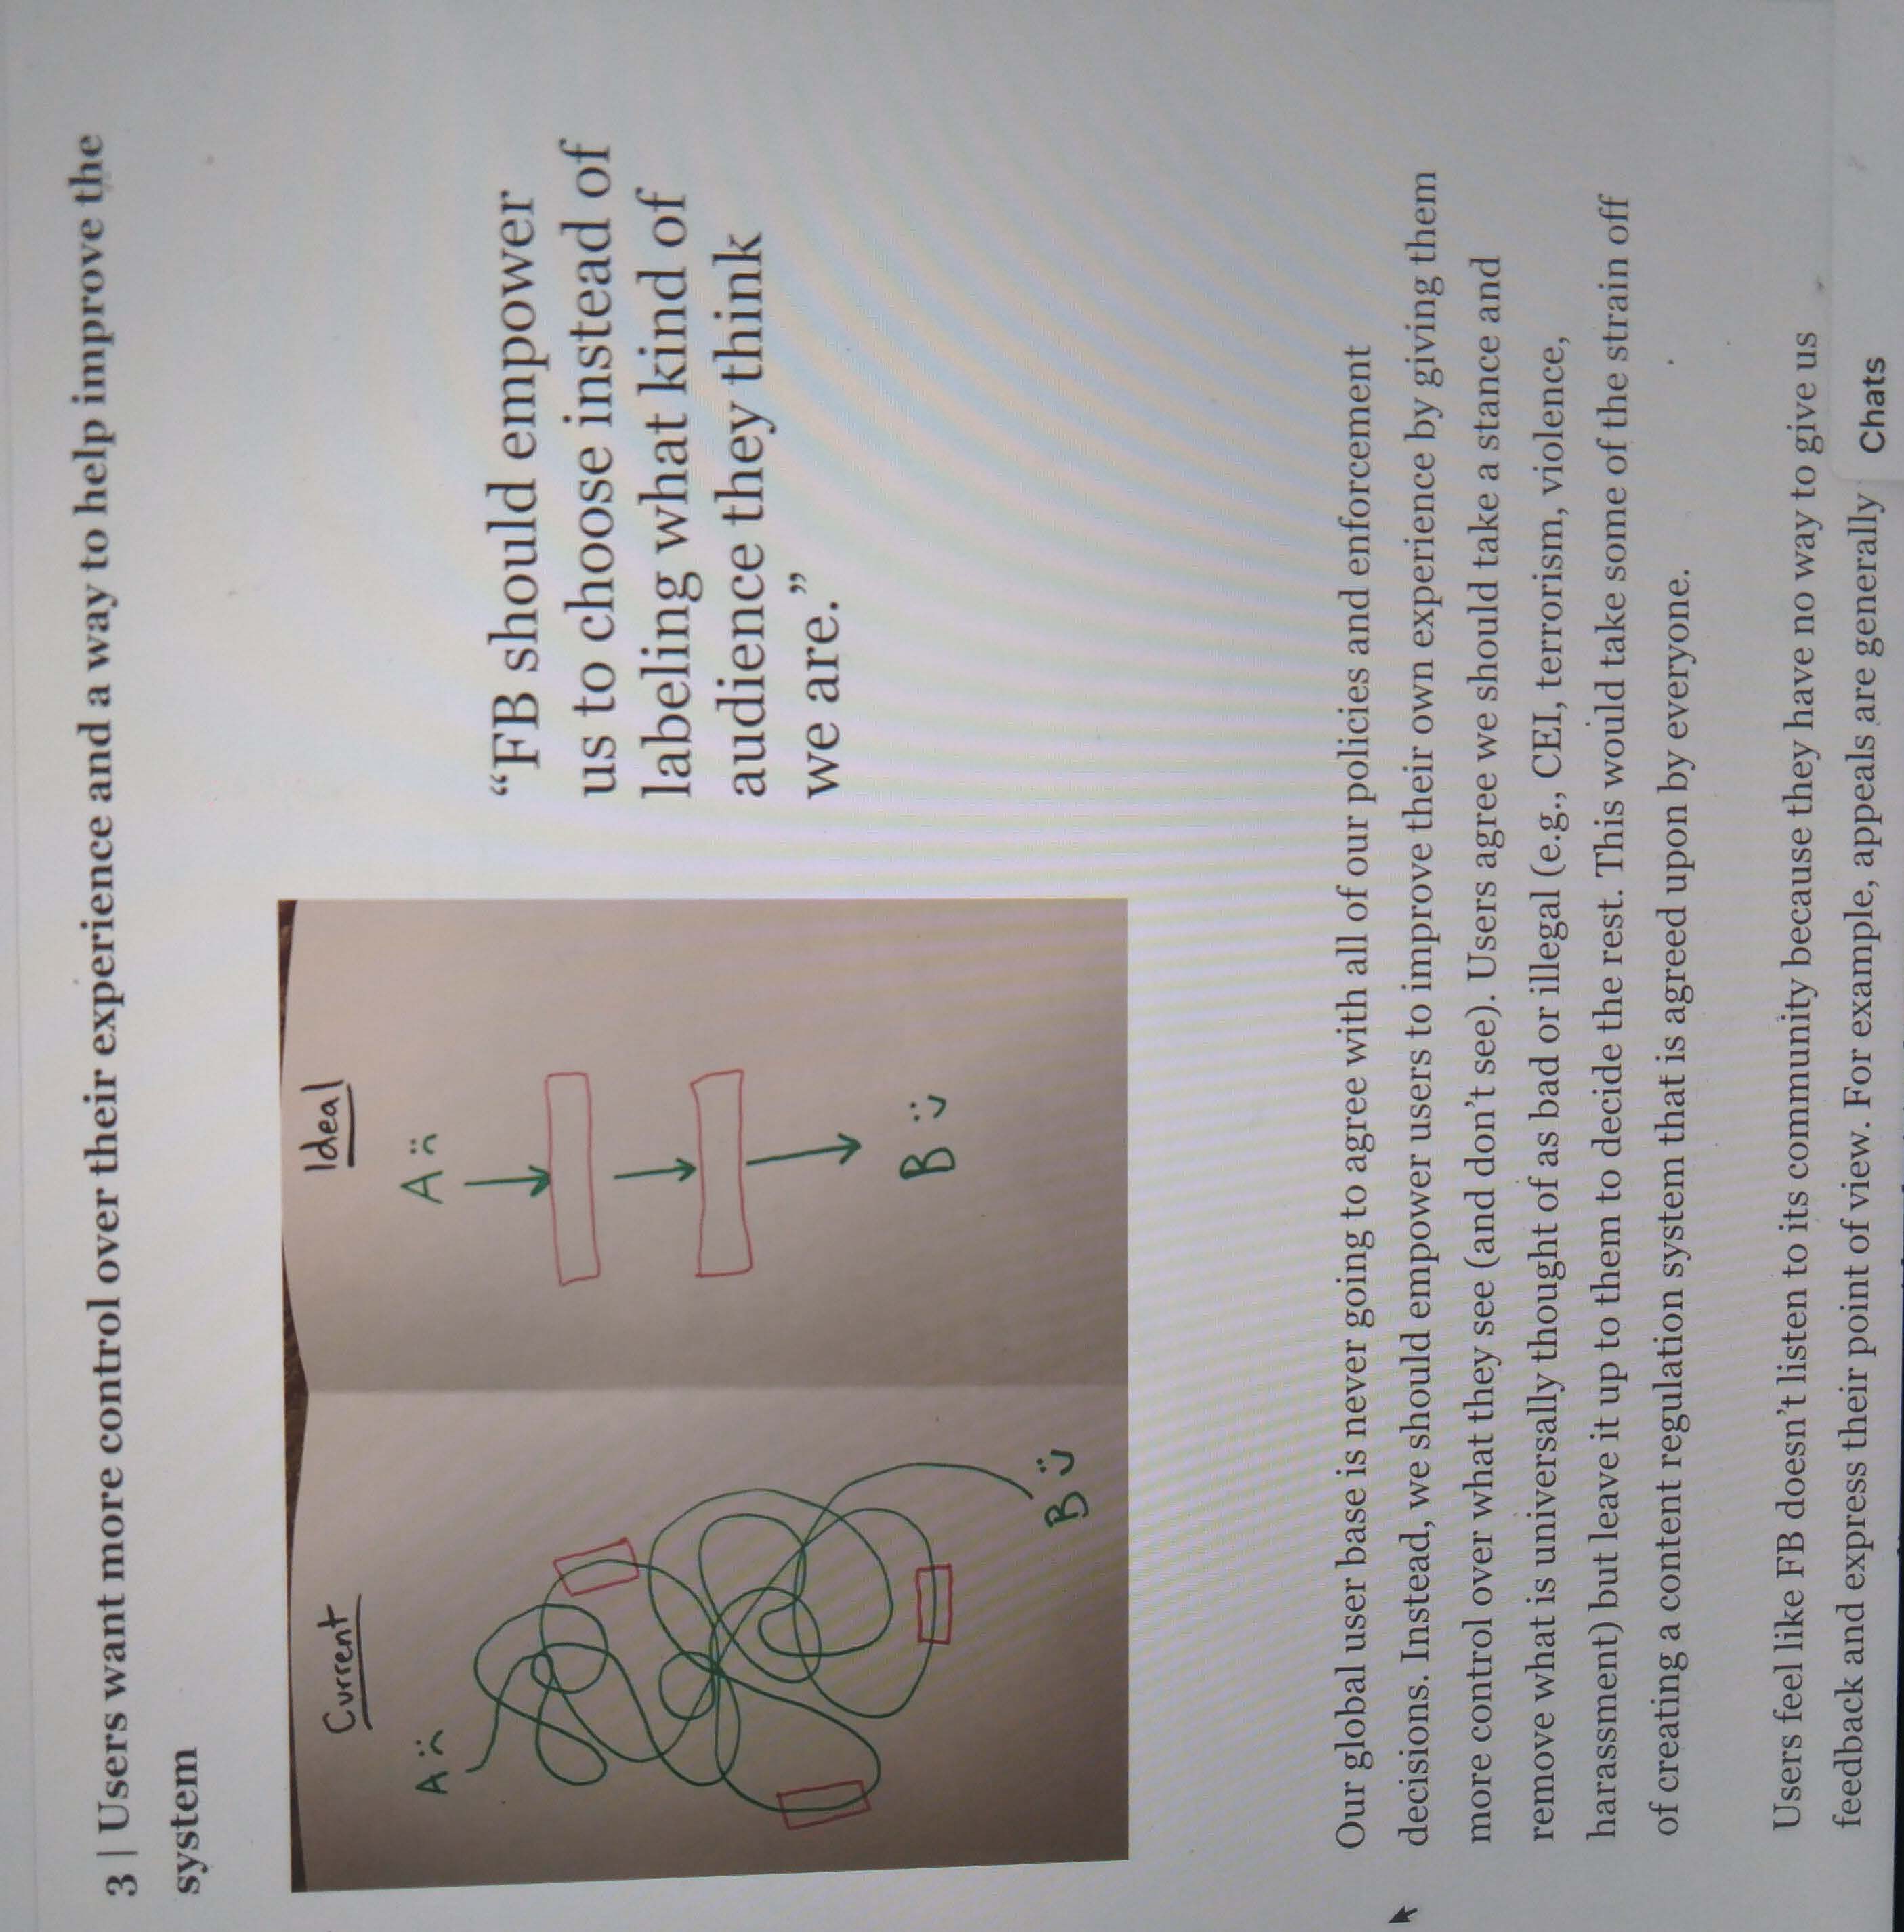 3 | Users want more control over their experience and a way to help improve the
system
Current
A :(
B :)
Ideal
A :(
B :)
“FB should empower
us to choose instead of
labeling what kind of
audience they think
we are.”
Our global user base is never going to agree with all of our policies and enforcement
decisions. Instead, we should empower users to improve their own experience by giving them
more control over what they see (and don’t see). Users agree we should take a stance and
remove what is universally thought of as bad or illegal (e.g., CEI, terrorism, violence,
harassment) but leave it up to them to decide the rest. This would take some of the strain off
of creating a content regulation system that is agreed upon by everyone.
Users feel like FB doesn’t listen to its community because they have no way to give us
feedback and express their point of view. For example, appeals are generally
Chats